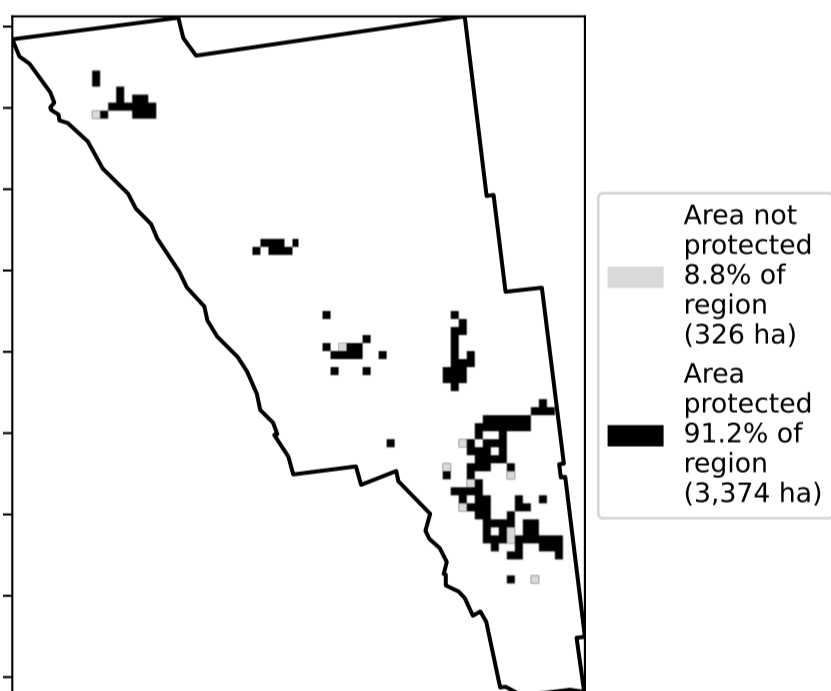 Area not
protected
8.8% of
region
(326 ha)
Area
protected
91.2% of
region
(3,374 ha)